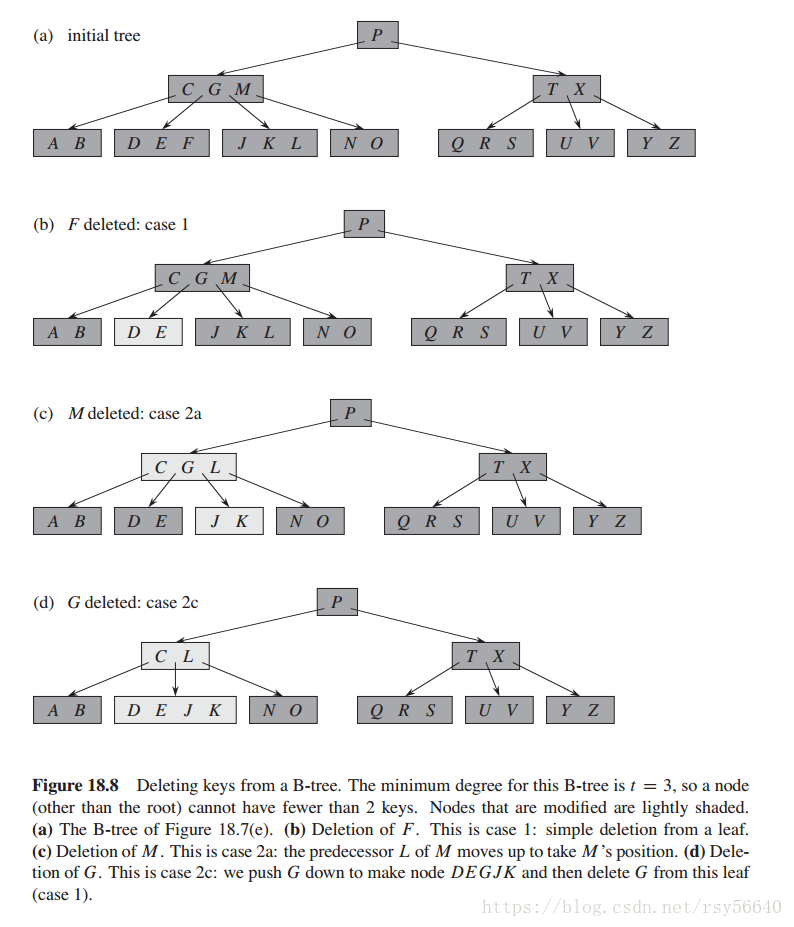 (a) initial tree
P
C G M
T X
A B
D E F
J K L
N O
Q R S
U V
Y Z
(b) F deleted: case 1
P
C G M
T X
A B
D E
J K L
N O
Q R S
U V
Y Z
(c) M deleted: case 2a
P
C G L
T X
A B
D E
J K
N O
Q R S
U V
Y Z
(d) G deleted: case 2c
P
C L
T X
A B
D E J K
N O
Q R S
U V
Y Z
Figure 18.8 Deleting keys from a B-tree. The minimum degree for this B-tree is t = 3, so a node
(other than the root) cannot have fewer than 2 keys. Nodes that are modified are lightly shaded.
(a) The B-tree of Figure 18.7(e). (b) Deletion of F. This is case 1: simple deletion from a leaf.
(c) Deletion of M. This is case 2a: the predecessor L of M moves up to take M's position. (d) Dele-
tion of G. This is case 2c: we push G down to make node DEGJK and then delete G from this leaf
(case 1).
https://blog.csdn.net/rsy56640